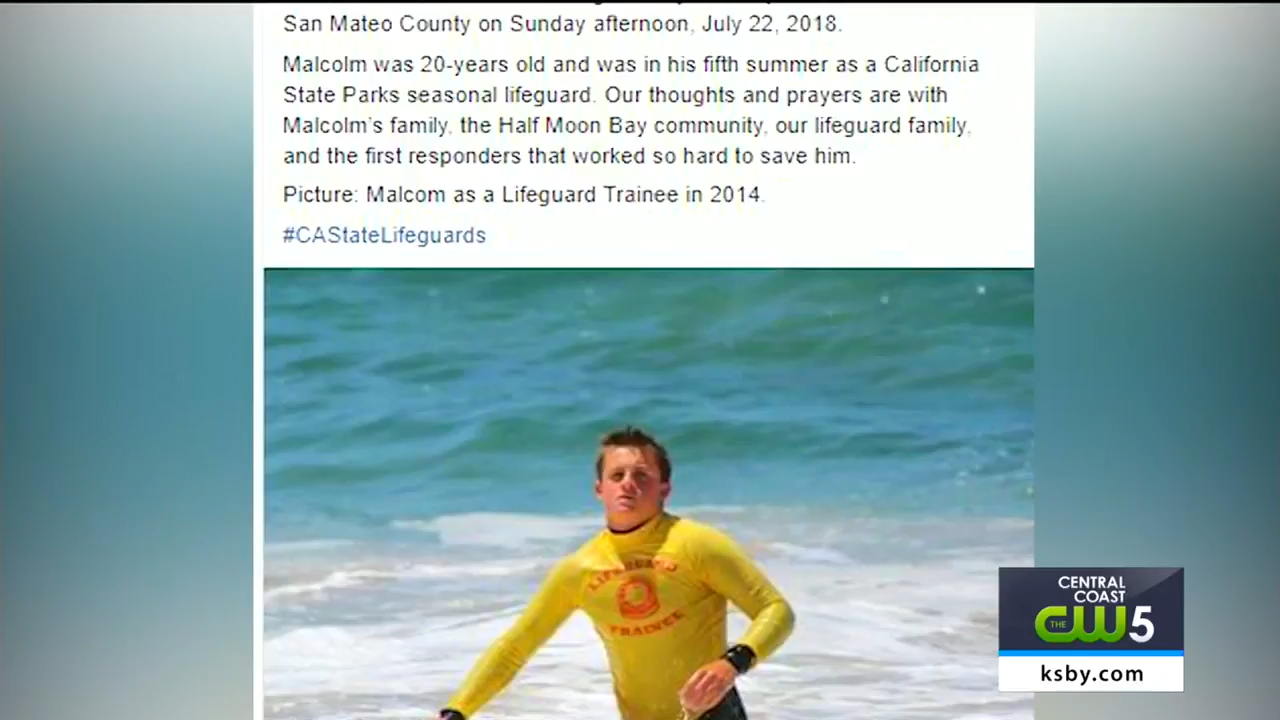 San Mateo County on Sunday afternoon, July 22, 2018.
Malcolm was 20-years old and was in his fifth summer as a California
State Parks seasonal lifeguard. Our thoughts and prayers are with
Malcolm's family, the Half Moon Bay community, our lifeguard family,
and the first responders that worked so hard to save him.
Picture: Malcom as a Lifeguard Trainee in 2014.
#CAStateLifeguards
LIFEGUARD
TRAINEE
CENTRAL
COAST
THE CW5
ksby.com